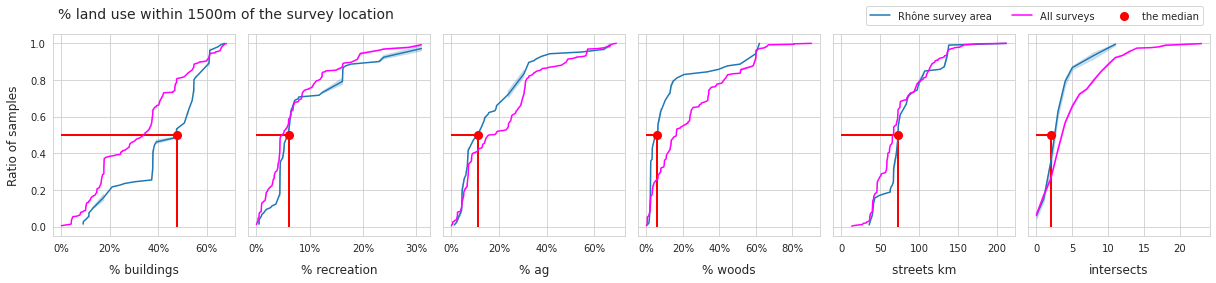 % land use within 1500m of the survey location
Rhône survey area All surveys the median
Ratio of samples
1.0
0.8
0.6
0.4
0.2
0.0
0% 20% 40% 60%
% buildings
0% 10% 20% 30%
% recreation
0% 20% 40% 60%
% ag
0% 20% 40% 60% 80%
% woods
0 50 100 150 200
streets km
0 5 10 15 20
intersects